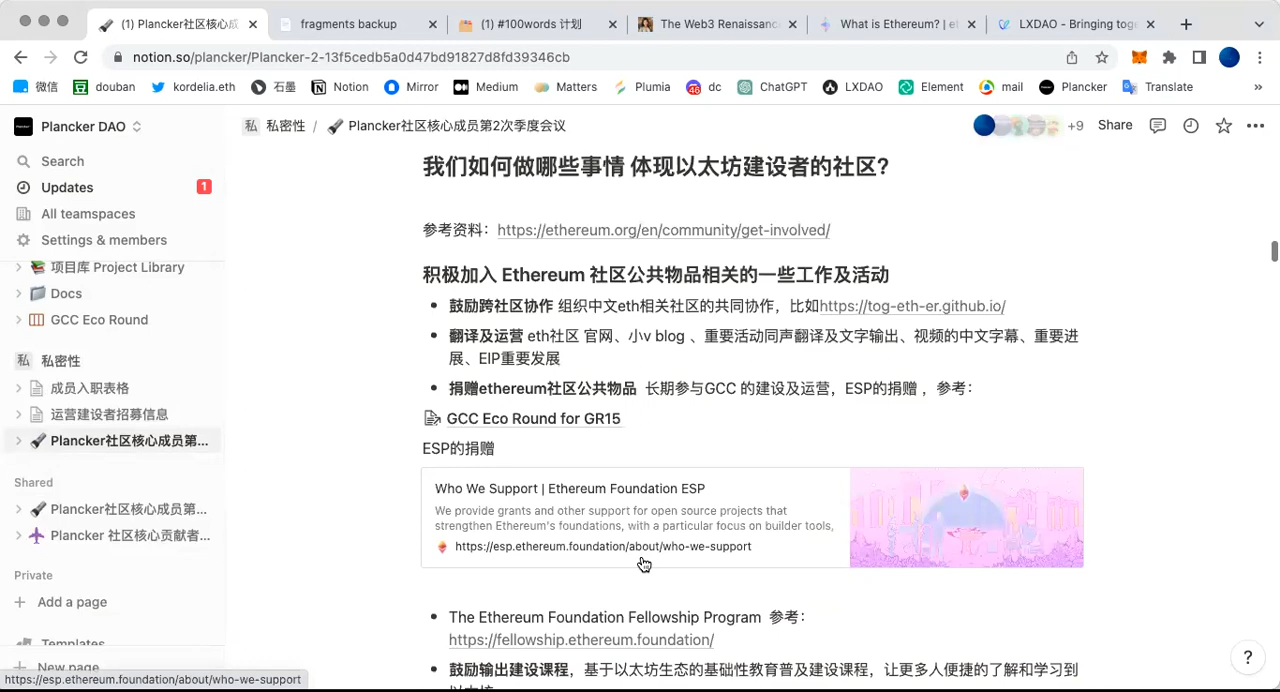 (1) Plancker社区核心成
fragments backup
(1) #100words 计划
The Web3 Renaissanc
What is Ethereum? | et
LXDAO - Bringing tog
notion.so/plancker/Plancker-2-13f5cedb5a0d47bd91827d8fd39346cb
微信 douban kordelia.eth 石墨 Notion Mirror Medium Matters Plumia 46 dc ChatGPT LXDAO Element mail Plancker Translate »
Plancker DAO
私 私密性 / Plancker社区核心成员第2次季度会议
+9 Share
Search
Updates 1
All teamspaces
Settings & members
项目库 Project Library
Docs
GCC Eco Round
私 私密性
成员入职表格
运营建设者招募信息
Plancker社区核心成员第...
Shared
Plancker社区核心成员第...
Plancker 社区核心贡献者...
Private
Add a page
Templates
New page
https://esp.ethereum.foundation/about/who-we-support
我们如何做哪些事情 体现以太坊建设者的社区?
参考资料：https://ethereum.org/en/community/get-involved/
积极加入 Ethereum 社区公共物品相关的一些工作及活动
鼓励跨社区协作 组织中文eth相关社区的共同协作，比如https://tog-eth-er.github.io/
翻译及运营 eth社区 官网、小v blog 、重要活动同声翻译及文字输出、视频的中文字幕、重要进
展、EIP重要发展
捐赠ethereum社区公共物品 长期参与GCC 的建设及运营，ESP的捐赠 ，参考：
GCC Eco Round for GR15
ESP的捐赠
Who We Support | Ethereum Foundation ESP
We provide grants and other support for open source projects that
strengthen Ethereum's foundations, with a particular focus on builder tools,
https://esp.ethereum.foundation/about/who-we-support
The Ethereum Foundation Fellowship Program 参考：
https://fellowship.ethereum.foundation/
鼓励输出建设课程，基于以太坊生态的基础性教育普及建设课程，让更多人便捷的了解和学习到
?